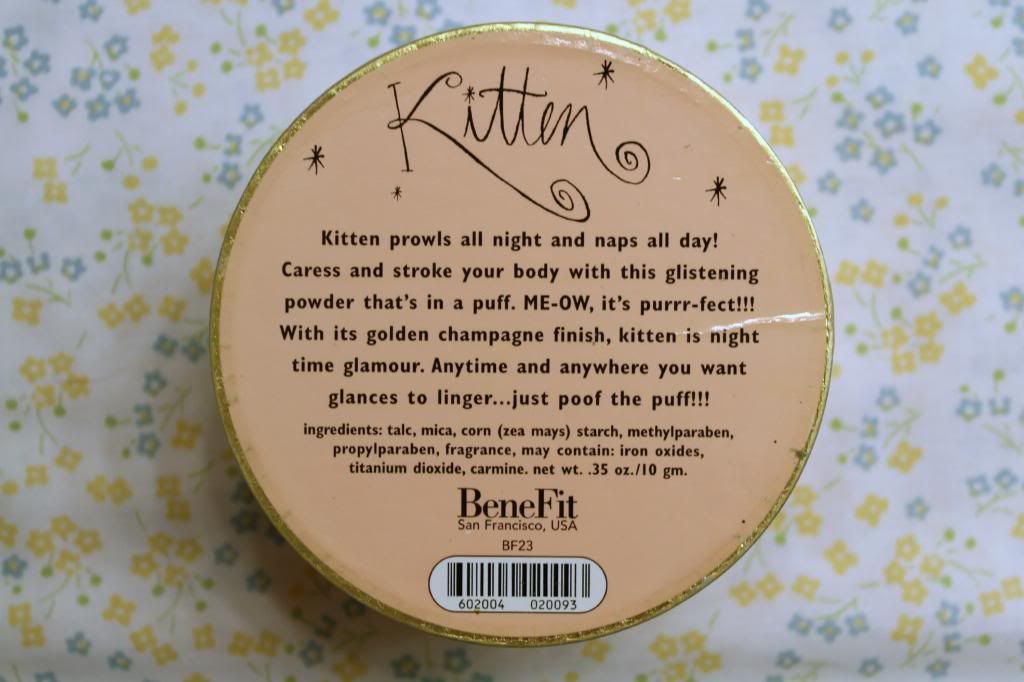 Kitten
Kitten prowls all night and naps all day!
Caress and stroke your body with this glistening
powder that's in a puff. ME-OW, it's purrr-fect!!!
With its golden champagne finish, kitten is night
time glamour. Anytime and anywhere you want
glances to linger...just poof the puff!!!
ingredients: talc, mica, corn (zea mays) starch, methylparaben,
propylparaben, fragrance, may contain: iron oxides,
titanium dioxide, carmine. net wt. .35 oz./10 gm.
BeneFit
San Francisco, USA
BF23
602004 020093